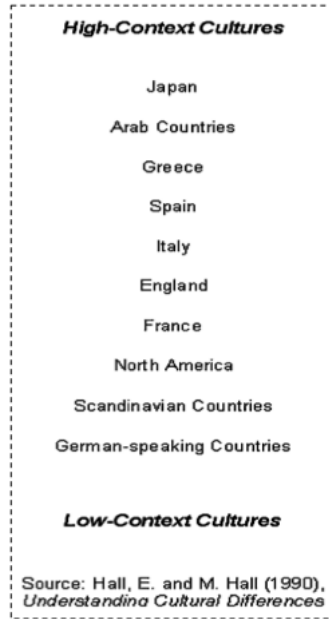 High-Context Cultures
Japan
Arab Countries
Greece
Spain
Italy
England
France
North America
Scandinavian Countries
German-speaking Countries
Low-Context Cultures
Source: Hall, E. and M. Hall (1990),
Understanding Cultural Differences